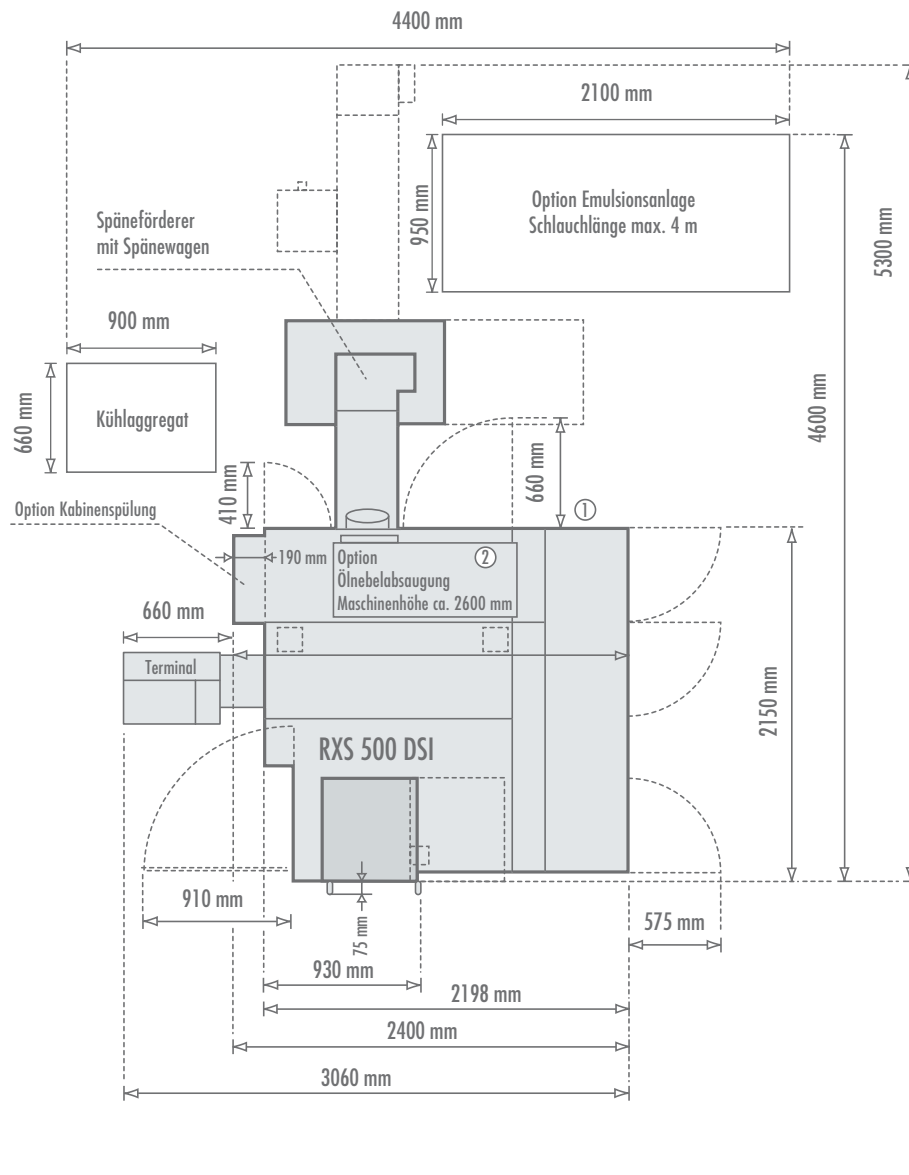 4400 mm
2100 mm
950 mm
Option Emulsionsanlage
Schlauchlänge max. 4 m
5300 mm
Späneförderer
mit Spänewagen
900 mm
660 mm
Kühlaggregat
4600 mm
410 mm
660 mm
1
Option Kabinenspülung
190 mm
Option
2
Ölnebelabsaugung
Maschinenhöhe ca. 2600 mm
660 mm
Terminal
2150 mm
RXS 500 DSI
910 mm
75 mm
575 mm
930 mm
2198 mm
2400 mm
3060 mm